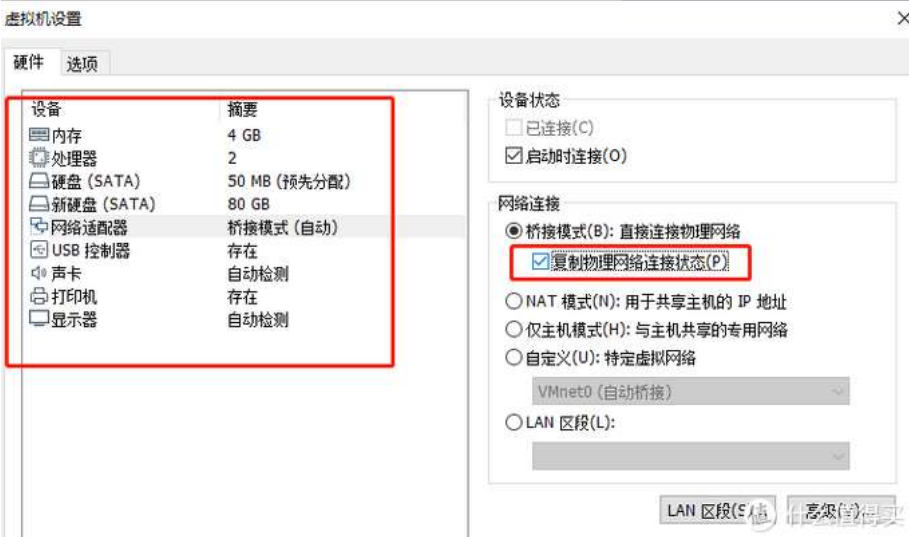 虚拟机设置
硬件 选项
设备 摘要
内存 4 GB
处理器 2
硬盘 (SATA) 50 MB (预先分配)
新硬盘 (SATA) 80 GB
网络适配器 桥接模式 (自动)
USB 控制器 存在
声卡 自动检测
打印机 存在
显示器 自动检测
设备状态
已连接(C)
启动时连接(O)
网络连接
桥接模式(B): 直接连接物理网络
复制物理网络连接状态(P)
NAT 模式(N): 用于共享主机的 IP 地址
仅主机模式(H): 与主机共享的专用网络
自定义(U): 特定虚拟网络
VMnet0 (自动桥接)
LAN 区段(L):
LAN 区段(S)... 高级(V)...
值 什么值得买